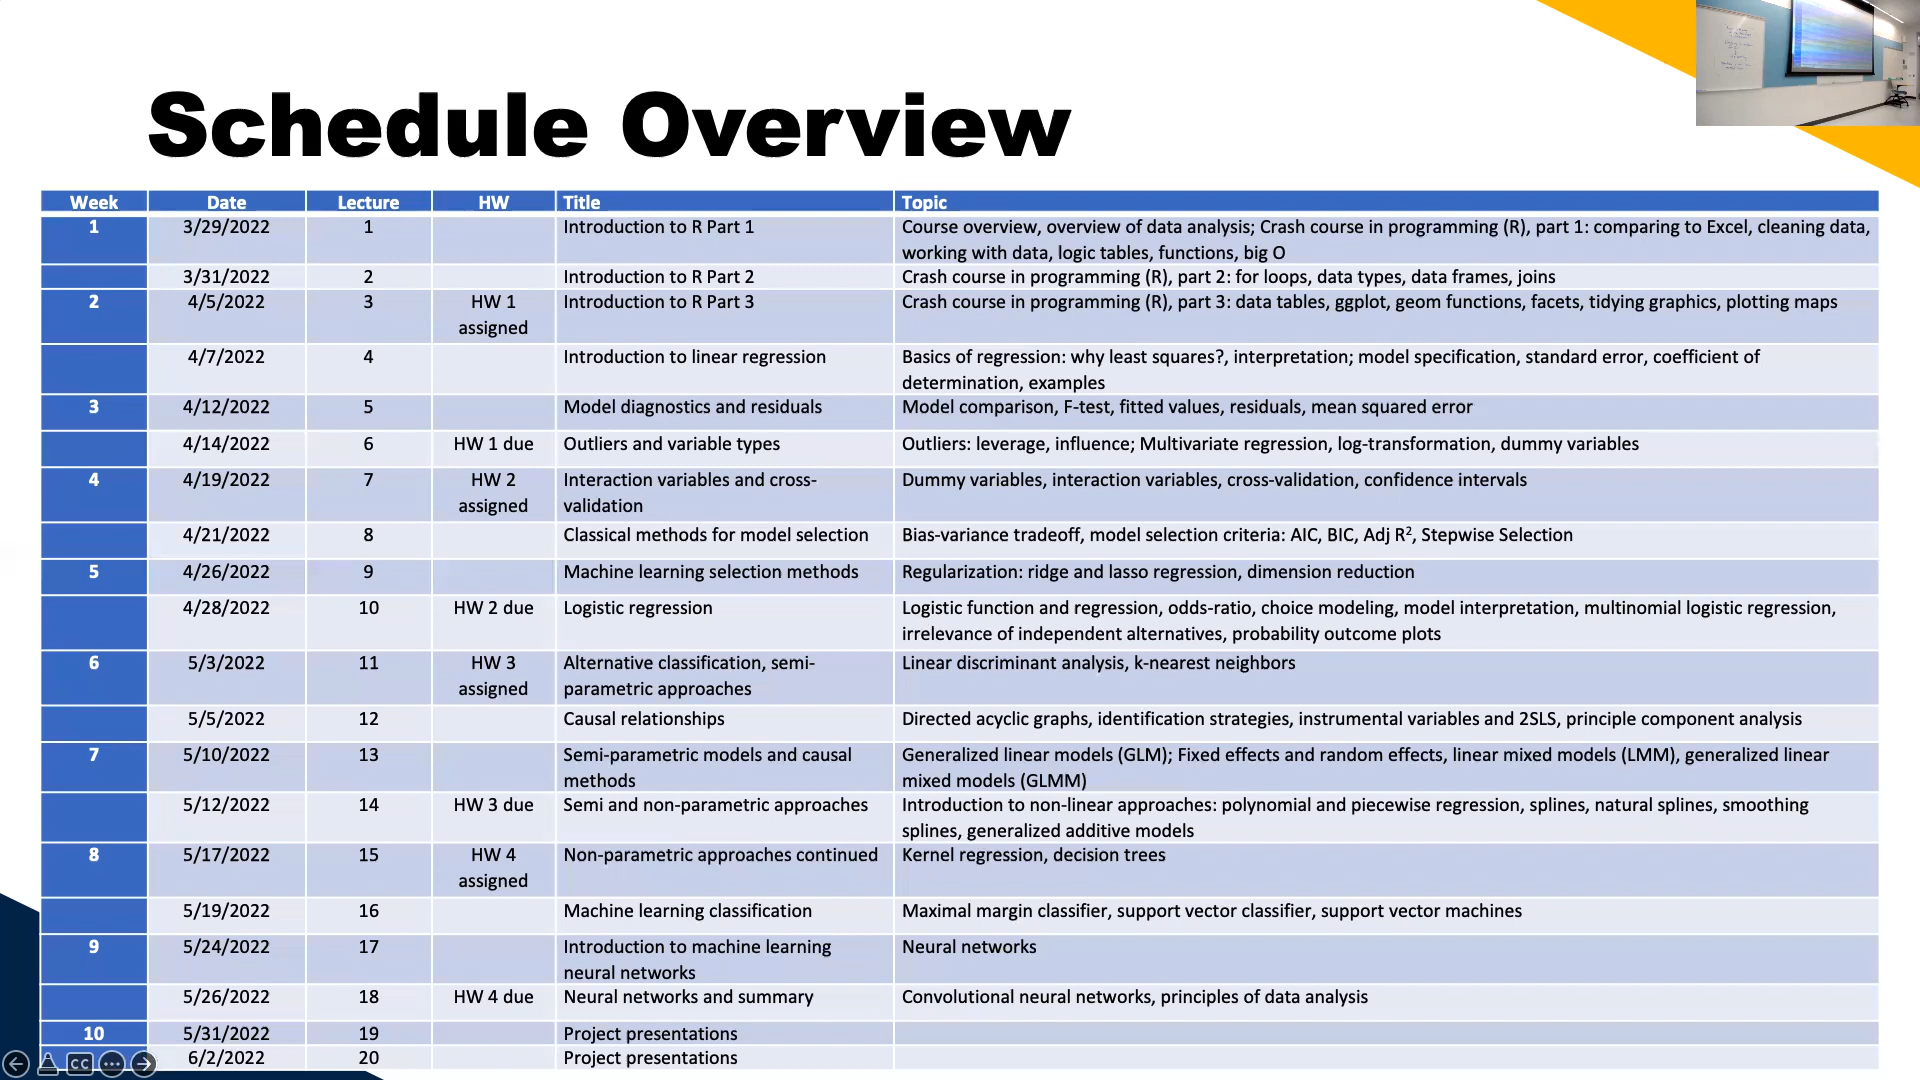 Schedule Overview
Week Date Lecture HW Title Topic
1 3/29/2022 1 Introduction to R Part 1 Course overview, overview of data analysis; Crash course in programming (R), part 1: comparing to Excel, cleaning data,
working with data, logic tables, functions, big O
3/31/2022 2 Introduction to R Part 2 Crash course in programming (R), part 2: for loops, data types, data frames, joins
2 4/5/2022 3 HW 1 Introduction to R Part 3 Crash course in programming (R), part 3: data tables, ggplot, geom functions, facets, tidying graphics, plotting maps
assigned
4/7/2022 4 Introduction to linear regression Basics of regression: why least squares?, interpretation; model specification, standard error, coefficient of
determination, examples
3 4/12/2022 5 Model diagnostics and residuals Model comparison, F-test, fitted values, residuals, mean squared error
4/14/2022 6 HW 1 due Outliers and variable types Outliers: leverage, influence; Multivariate regression, log-transformation, dummy variables
4 4/19/2022 7 HW 2 Interaction variables and cross- Dummy variables, interaction variables, cross-validation, confidence intervals
assigned validation
4/21/2022 8 Classical methods for model selection Bias-variance tradeoff, model selection criteria: AIC, BIC, Adj R², Stepwise Selection
5 4/26/2022 9 Machine learning selection methods Regularization: ridge and lasso regression, dimension reduction
4/28/2022 10 HW 2 due Logistic regression Logistic function and regression, odds-ratio, choice modeling, model interpretation, multinomial logistic regression,
irrelevance of independent alternatives, probability outcome plots
6 5/3/2022 11 HW 3 Alternative classification, semi- Linear discriminant analysis, k-nearest neighbors
assigned parametric approaches
5/5/2022 12 Causal relationships Directed acyclic graphs, identification strategies, instrumental variables and 2SLS, principle component analysis
7 5/10/2022 13 Semi-parametric models and causal Generalized linear models (GLM); Fixed effects and random effects, linear mixed models (LMM), generalized linear
methods mixed models (GLMM)
5/12/2022 14 HW 3 due Semi and non-parametric approaches Introduction to non-linear approaches: polynomial and piecewise regression, splines, natural splines, smoothing
splines, generalized additive models
8 5/17/2022 15 HW 4 Non-parametric approaches continued Kernel regression, decision trees
assigned
5/19/2022 16 Machine learning classification Maximal margin classifier, support vector classifier, support vector machines
9 5/24/2022 17 Introduction to machine learning Neural networks
neural networks
5/26/2022 18 HW 4 due Neural networks and summary Convolutional neural networks, principles of data analysis
10 5/31/2022 19 Project presentations
6/2/2022 20 Project presentations
CC